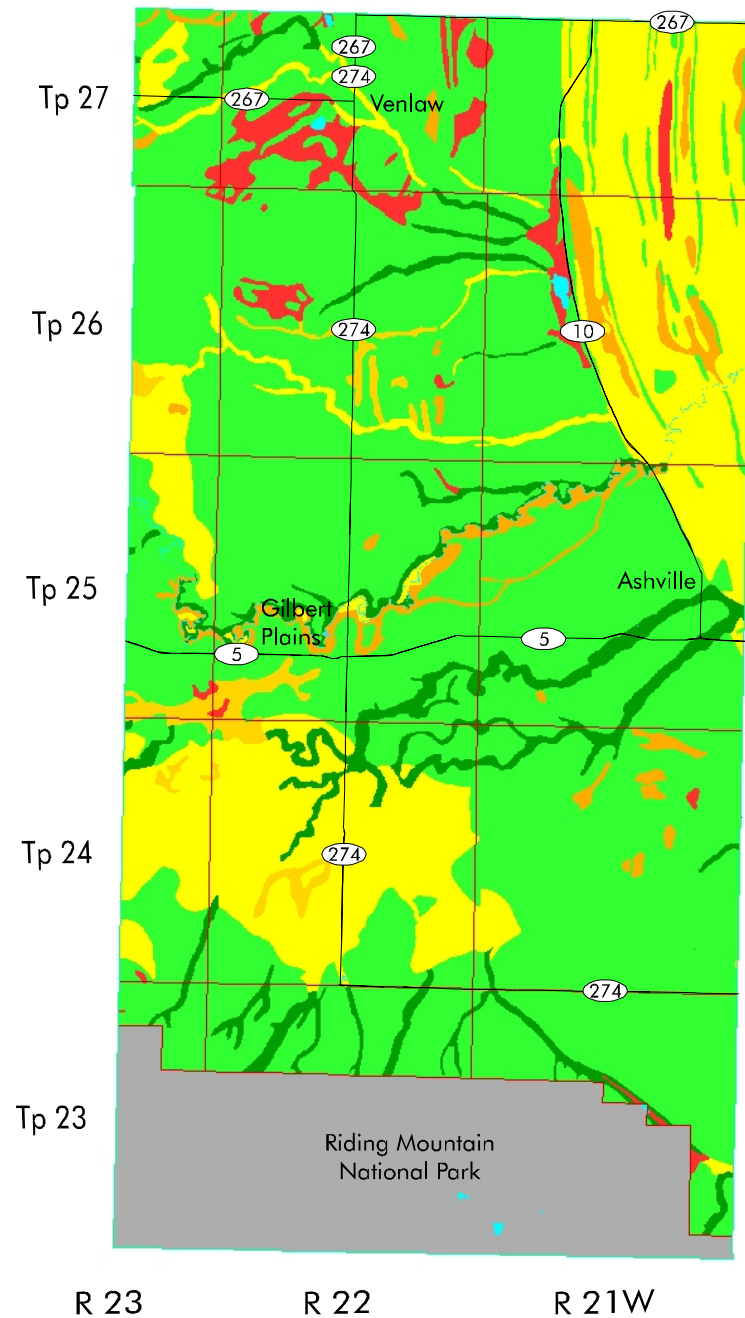 267
267
274
Tp 27
267
Venlaw
Tp 26
274
10
Tp 25
Ashville
Gilbert
Plains
5
5
Tp 24
274
274
Tp 23
Riding Mountain
National Park
R 23
R 22
R 21W